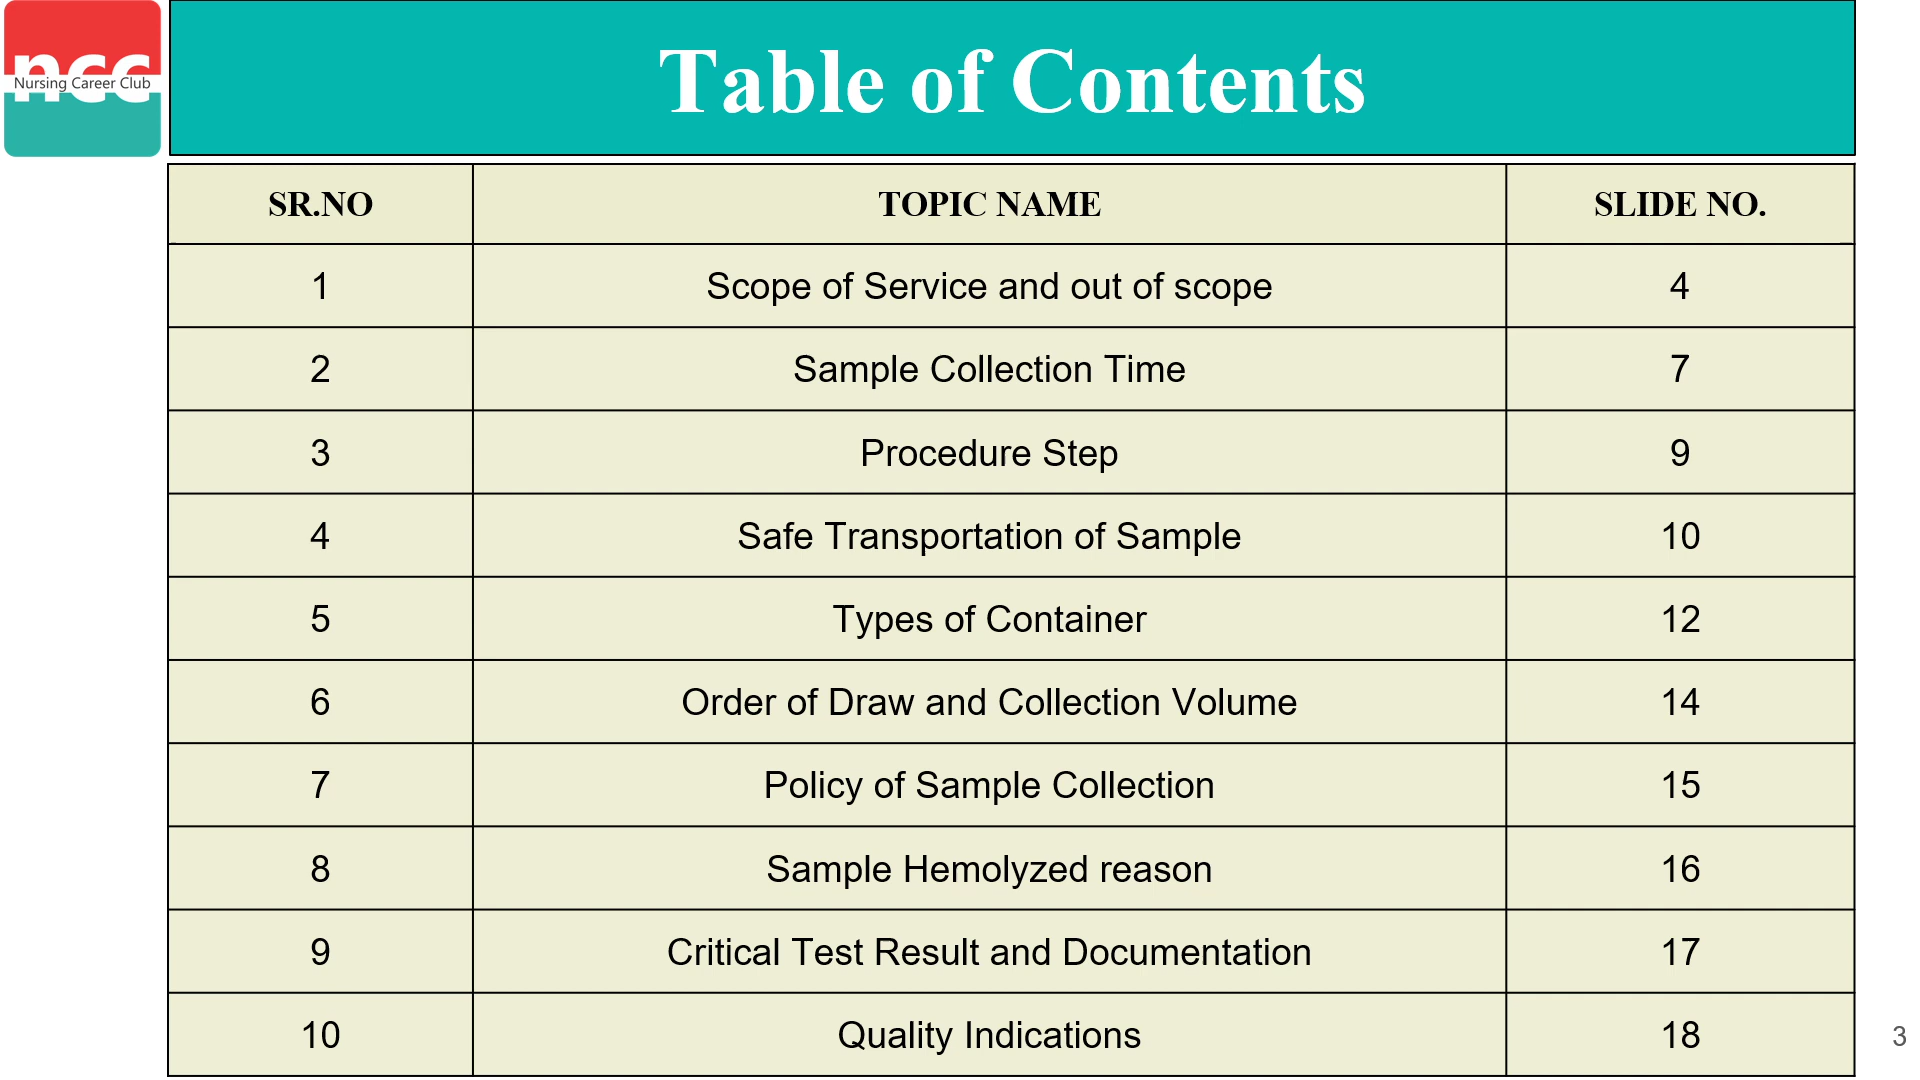 ncc
Nursing Career Club
Table of Contents
SR.NO TOPIC NAME SLIDE NO.
1 Scope of Service and out of scope 4
2 Sample Collection Time 7
3 Procedure Step 9
4 Safe Transportation of Sample 10
5 Types of Container 12
6 Order of Draw and Collection Volume 14
7 Policy of Sample Collection 15
8 Sample Hemolyzed reason 16
9 Critical Test Result and Documentation 17
10 Quality Indications 18
3